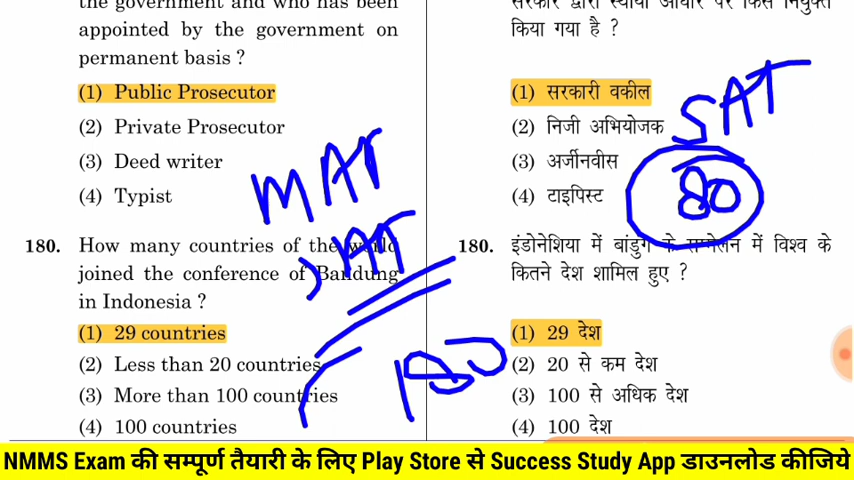 the government and who has been
appointed by the government on
permanent basis ?
(1) Public Prosecutor
(2) Private Prosecutor
(3) Deed writer
(4) Typist
180. How many countries of the world
joined the conference of Bandung
in Indonesia ?
(1) 29 countries
(2) Less than 20 countries
(3) More than 100 countries
(4) 100 countries
सरकार द्वारा स्थायी आधार पर किसे नियुक्त
किया गया है ?
(1) सरकारी वकील
(2) निजी अभियोजक
(3) अर्जीनवीस
(4) टाइपिस्ट
180. इंडोनेशिया में बांडुंग के सम्मेलन में विश्व के
कितने देश शामिल हुए ?
(1) 29 देश
(2) 20 से कम देश
(3) 100 से अधिक देश
(4) 100 देश
MAT
SAT
80
180
NMMS Exam की सम्पूर्ण तैयारी के लिए Play Store से Success Study App डाउनलोड कीजिये